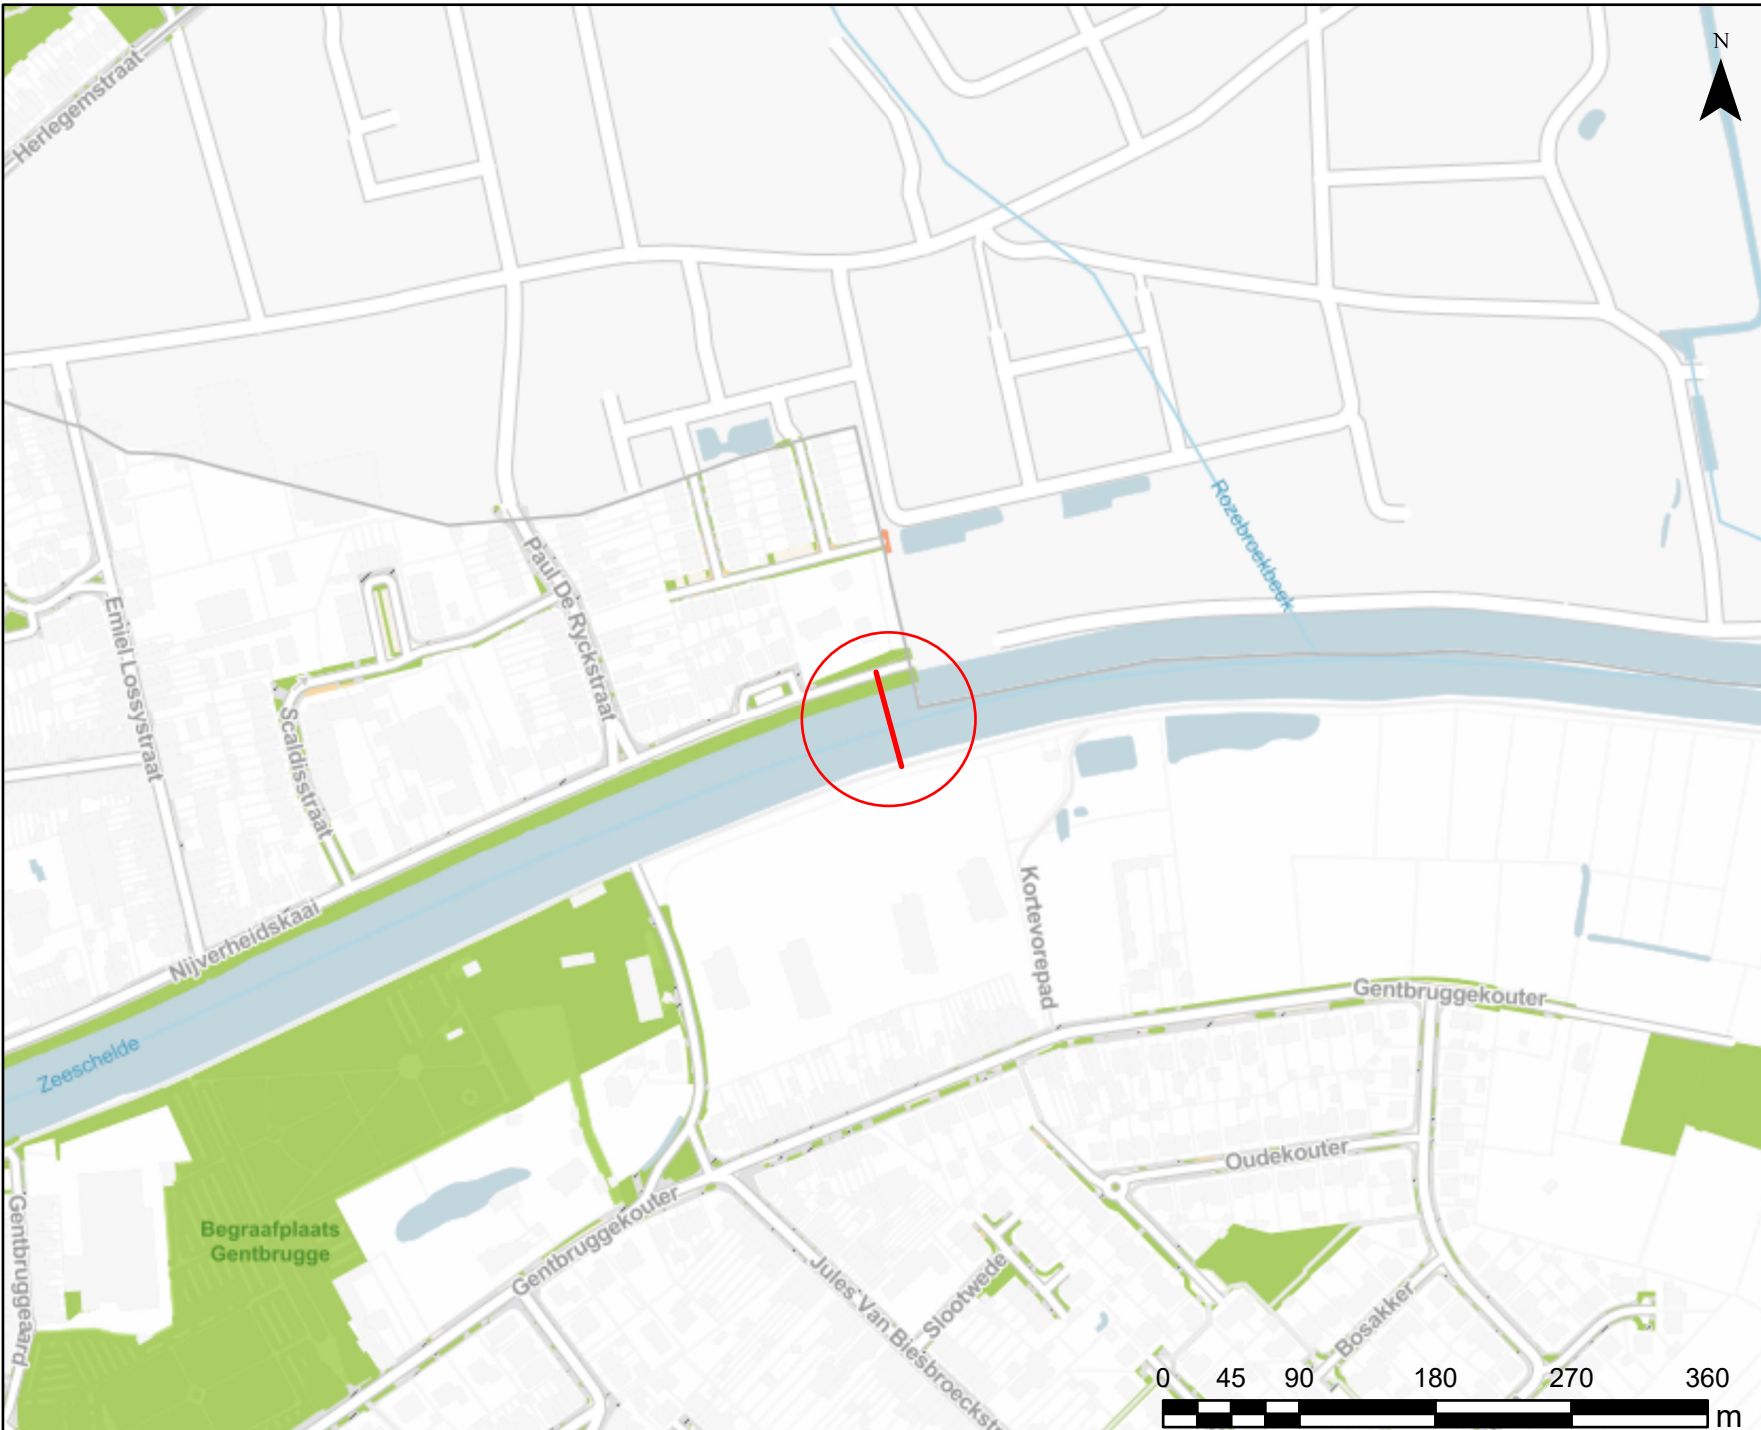 N
Herlegemstraat
Rozebroekbeek
Paul De Ryckstraat
Emiel Lossystraat
Scaldisstraat
Nijverheidskaai
Kortevorepad
Gentbruggekouter
Zeeschelde
Oudekouter
Begraafplaats
Gentbrugge
Gentbruggeaard
Gentbruggekouter
Jules Van Biesbroeckstr
Slootwede
Bosakker
0 45 90 180 270 360
m